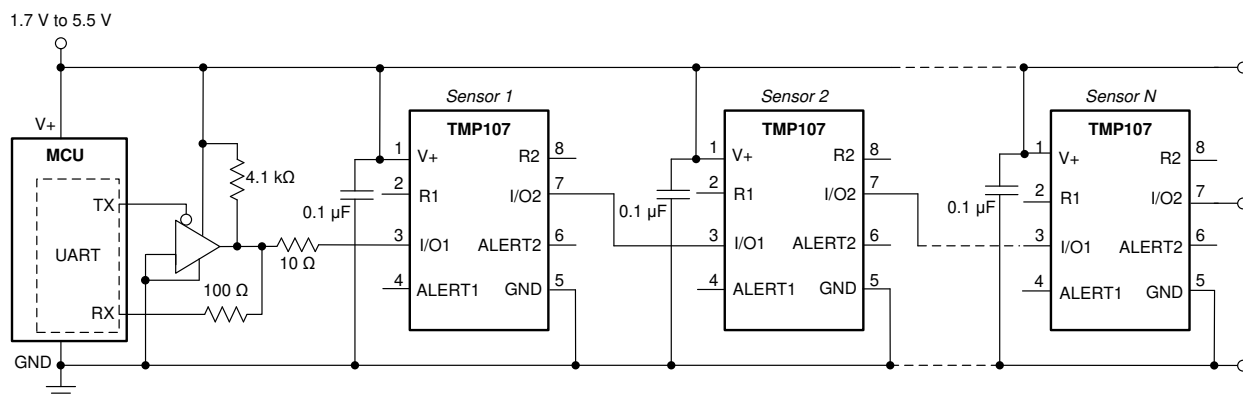 1.7 V to 5.5 V
V+
MCU
TX
UART
RX
GND
4.1 kΩ
10 Ω
100 Ω
0.1 µF
Sensor 1
TMP107
1 V+
2 R1
3 I/O1
4 ALERT1
R2 8
I/O2 7
ALERT2 6
GND 5
0.1 µF
Sensor 2
TMP107
1 V+
2 R1
3 I/O1
4 ALERT1
R2 8
I/O2 7
ALERT2 6
GND 5
0.1 µF
Sensor N
TMP107
1 V+
2 R1
3 I/O1
4 ALERT1
R2 8
I/O2 7
ALERT2 6
GND 5